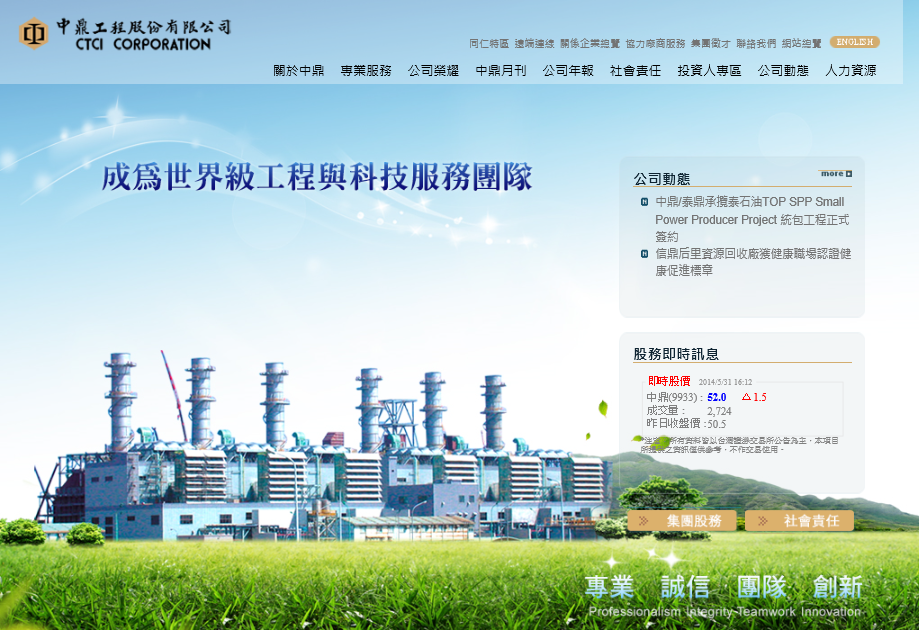 中鼎工程股份有限公司
CTCI CORPORATION
同仁特區 遠端連線 關係企業總覽 協力廠商服務 集團徵才 聯絡我們 網站總覽 ENGLISH
關於中鼎 專業服務 公司榮耀 中鼎月刊 公司年報 社會責任 投資人專區 公司動態 人力資源
成為世界級工程與科技服務團隊
公司動態 more
中鼎/泰鼎承攬泰石油TOP SPP Small
Power Producer Project 統包工程正式
簽約
信鼎后里資源回收廠獲健康職場認證健
康促進標章
股務即時訊息
即時股價 2014/5/31 16:12
中鼎(9933)：52.0 △ 1.5
成交量： 2,724
昨日收盤價：50.5
所有資料皆以台灣證券交易所公告為主，本項目
所提供之資訊僅供參考，不作交易使用。
集團服務 社會責任
專業 誠信 團隊 創新
Professionalism Integrity Teamwork Innovation